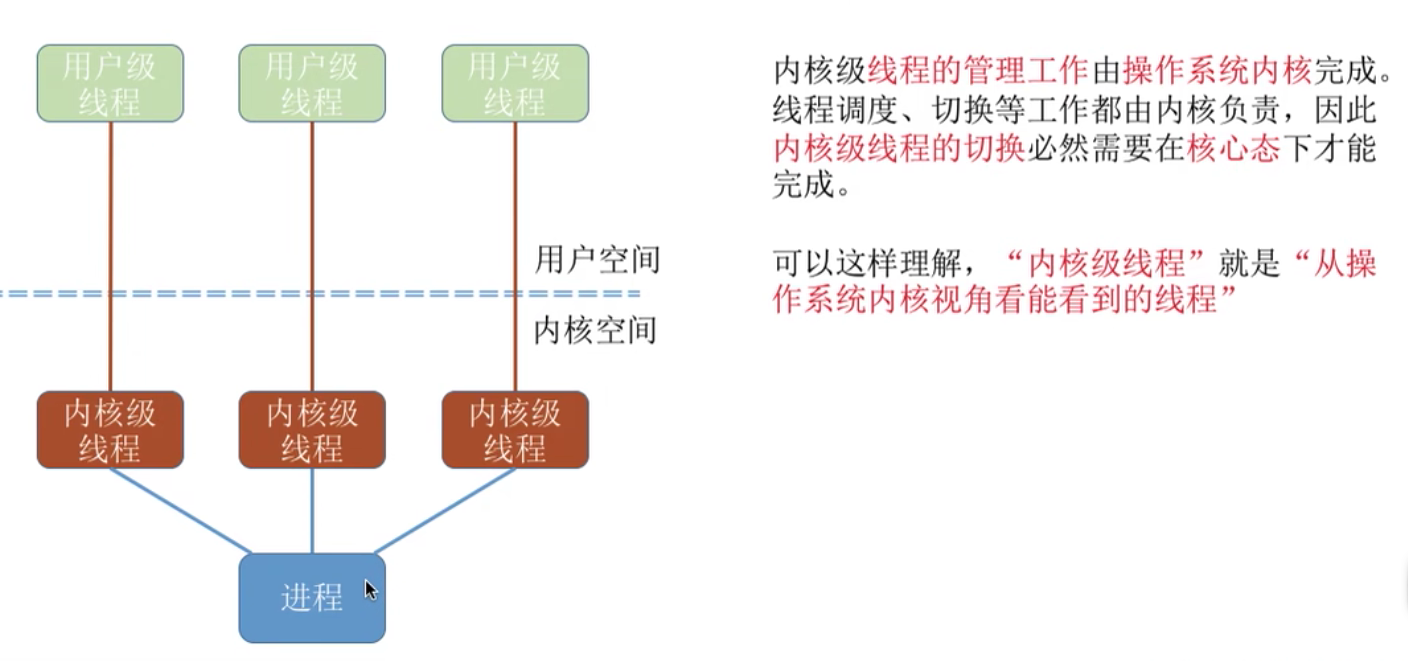 用户级
线程
用户级
线程
用户级
线程
用户空间
内核空间
内核级
线程
内核级
线程
内核级
线程
进程
内核级线程的管理工作由操作系统内核完成。
线程调度、切换等工作都由内核负责，因此
内核级线程的切换必然需要在核心态下才能
完成。
可以这样理解，“内核级线程”就是“从操
作系统内核视角看能看到的线程”